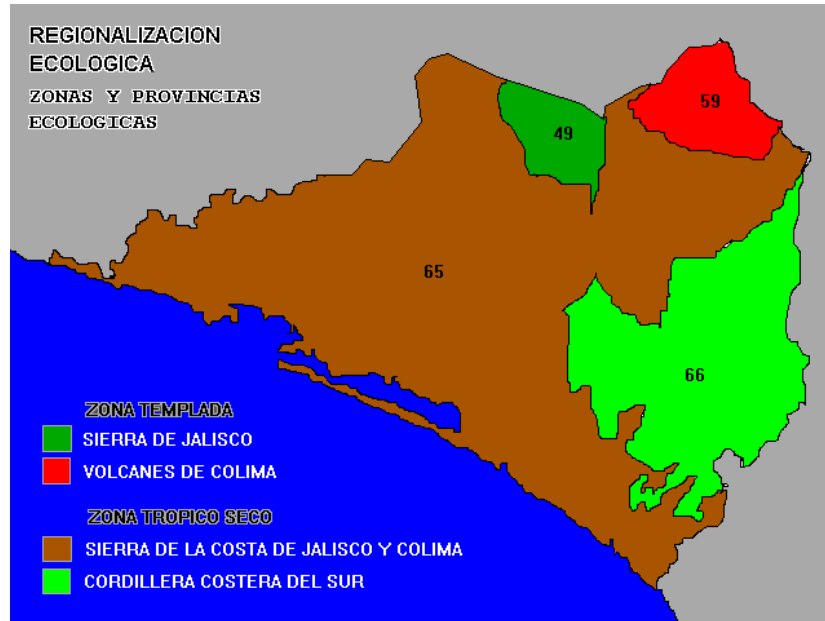 REGIONALIZACION
ECOLOGICA
ZONAS Y PROVINCIAS
ECOLOGICAS
59
49
65
66
ZONA TEMPLADA
SIERRA DE JALISCO
VOLCANES DE COLIMA
ZONA TROPICO SECO
SIERRA DE LA COSTA DE JALISCO Y COLIMA
CORDILLERA COSTERA DEL SUR